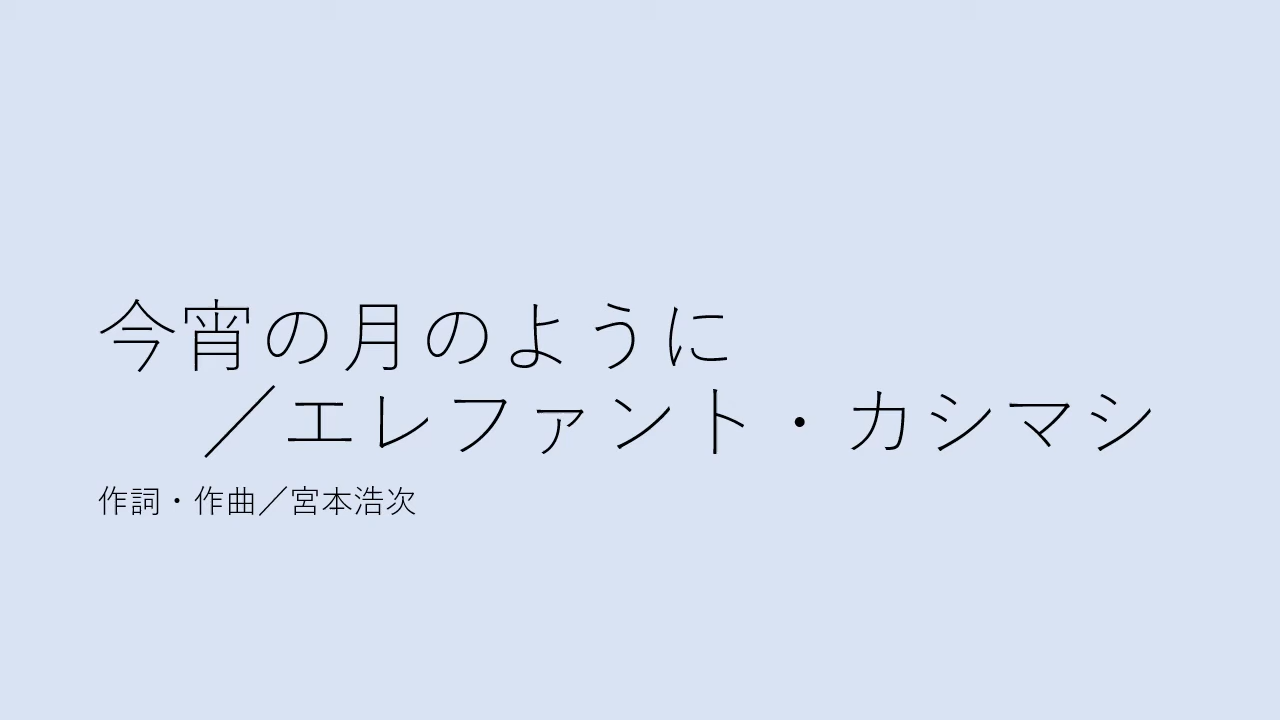 今宵の月のように
／エレファント・カシマシ
作詞・作曲／宮本浩次